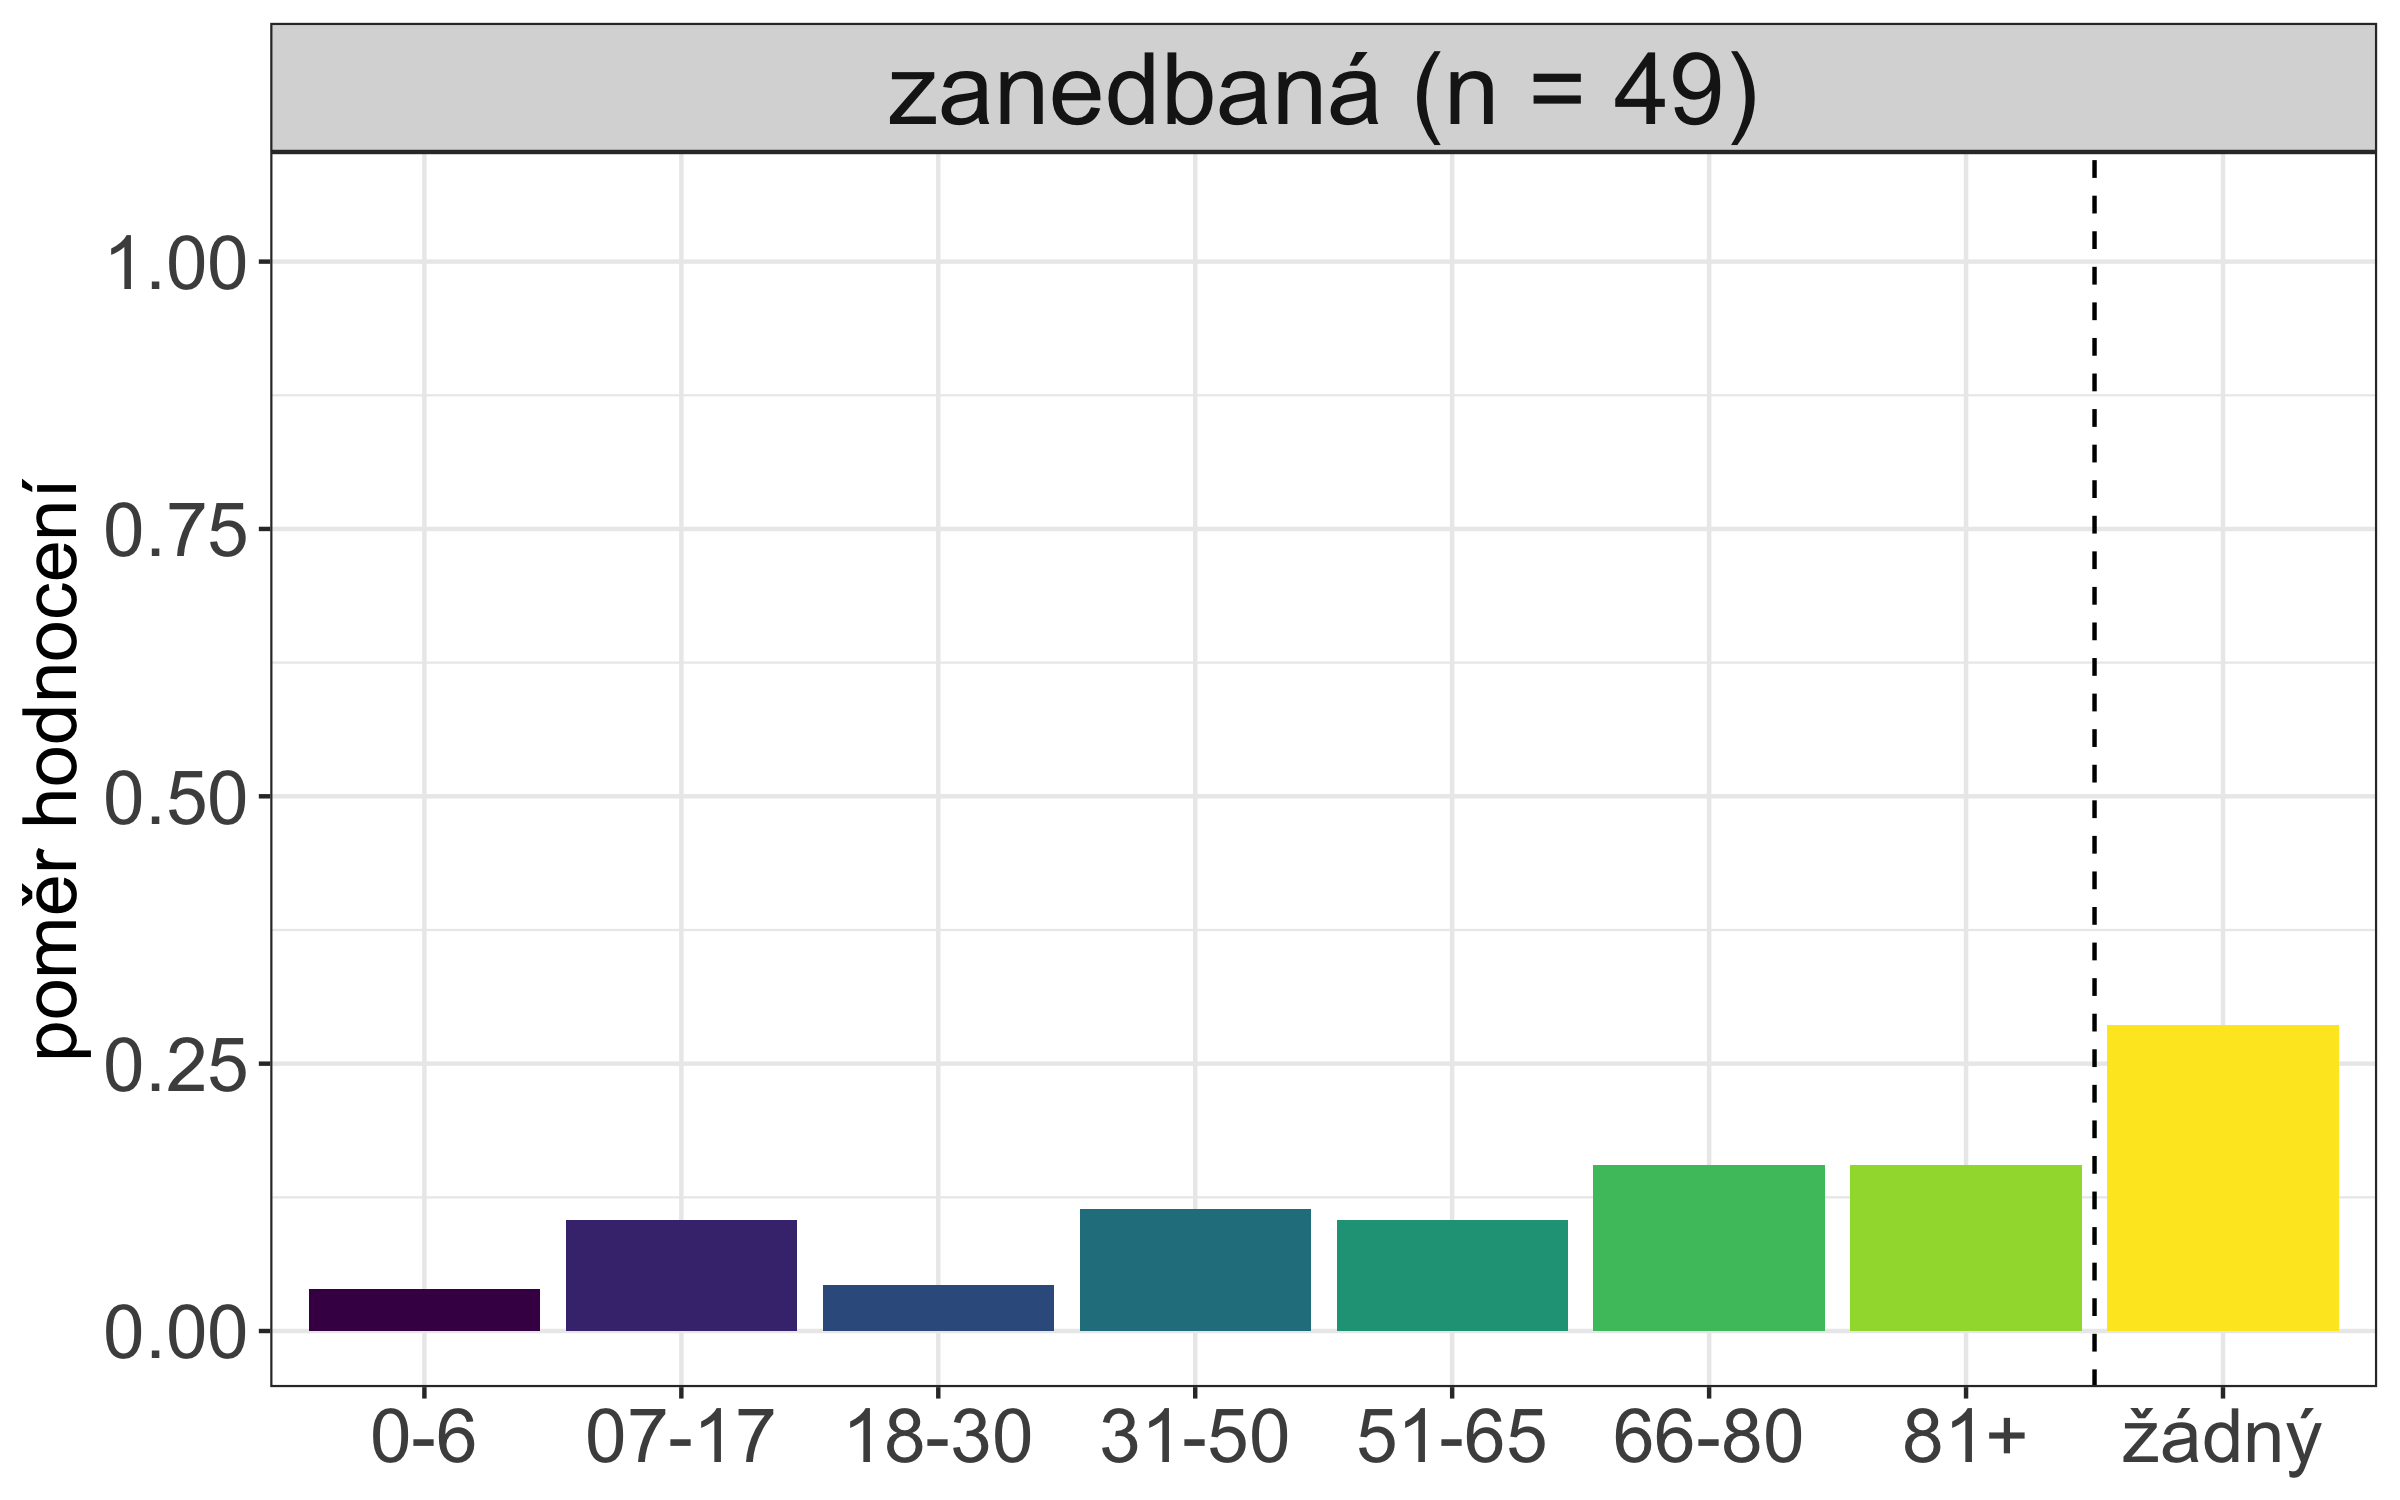 zanedbaná (n = 49)
poměr hodnocení
1.00
0.75
0.50
0.25
0.00
0-6 07-17 18-30 31-50 51-65 66-80 81+ žádný